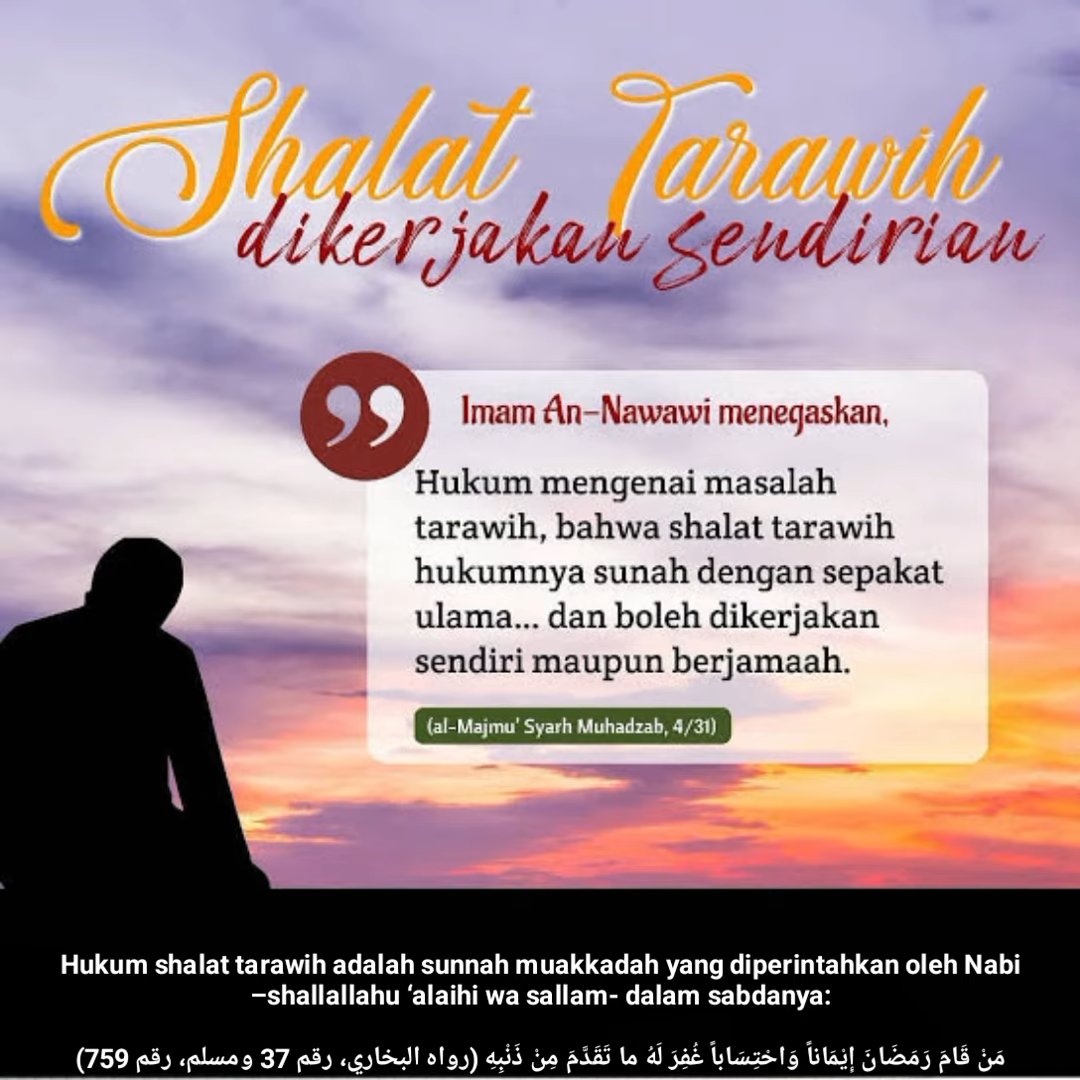 Shalat Tarawih
dikerjakan sendirian
Imam An-Nawawi menegaskan,
Hukum mengenai masalah
tarawih, bahwa shalat tarawih
hukumnya sunah dengan sepakat
ulama... dan boleh dikerjakan
sendiri maupun berjamaah.
(al-Majmu' Syarh Muhadzab, 4/31)
Hukum shalat tarawih adalah sunnah muakkadah yang diperintahkan oleh Nabi
–shallallahu ‘alaihi wa sallam- dalam sabdanya:
مَنْ قَامَ رَمَضَانَ إِيْمَاناً وَاحْتِسَاباً غُفِرَ لَهُ ما تَقَدَّمَ مِنْ ذَنْبِهِ (رواه البخاري، رقم 37 ومسلم، رقم 759)